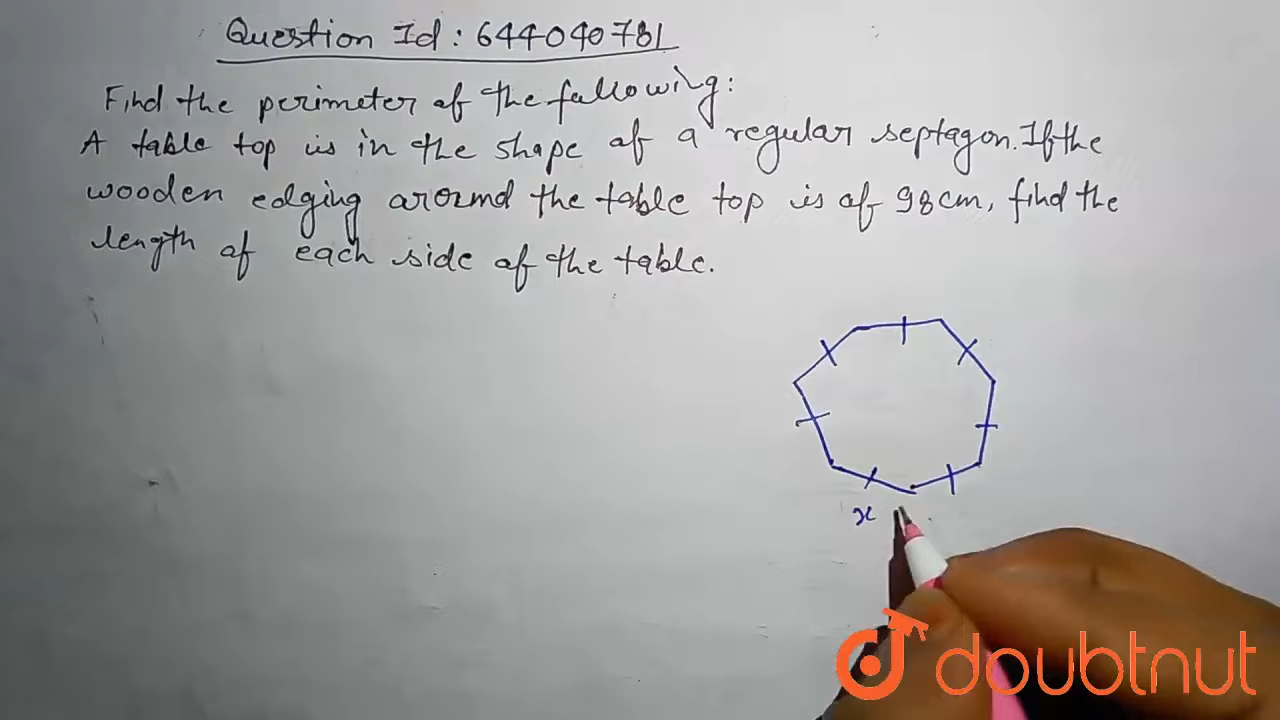 Question Id : 644040781
Find the perimeter of the following:
A table top is in the shape of a regular septagon. If the
wooden edging around the table top is of 98cm, find the
length of each side of the table.
x
doubtnut